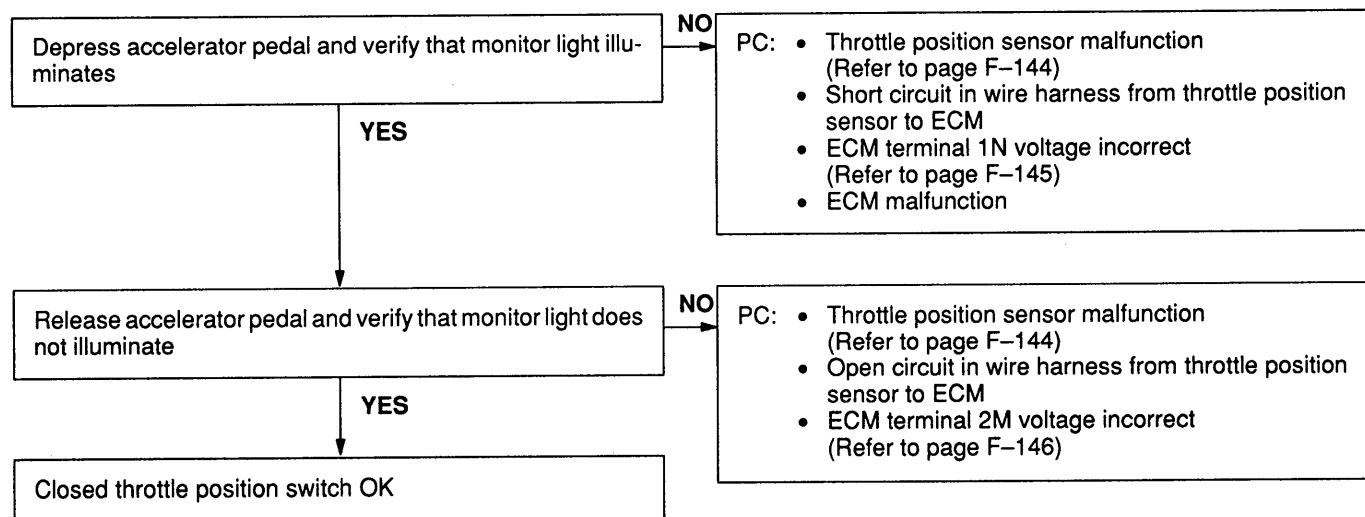 Depress accelerator pedal and verify that monitor light illu-
minates
NO
PC: • Throttle position sensor malfunction
(Refer to page F–144)
• Short circuit in wire harness from throttle position
sensor to ECM
• ECM terminal 1N voltage incorrect
(Refer to page F–145)
• ECM malfunction
YES
Release accelerator pedal and verify that monitor light does
not illuminate
NO
PC: • Throttle position sensor malfunction
(Refer to page F–144)
• Open circuit in wire harness from throttle position
sensor to ECM
• ECM terminal 2M voltage incorrect
(Refer to page F–146)
YES
Closed throttle position switch OK